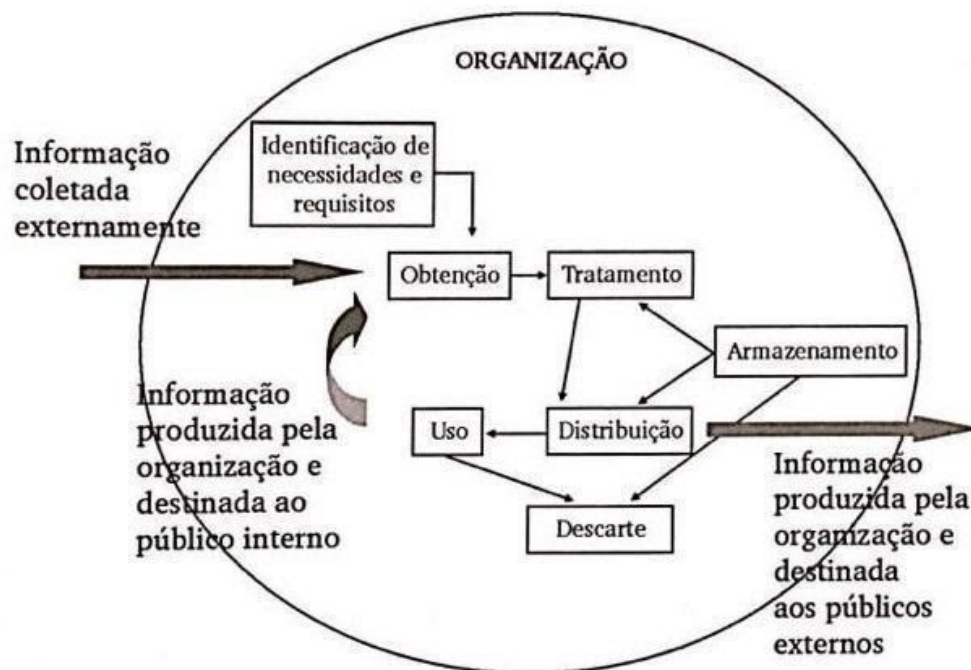 ORGANIZAÇÃO
Informação
coletada
externamente
Identificação de
necessidades e
requisitos
Obtenção
Tratamento
Armazenamento
Informação
produzida pela
organização e
destinada ao
público interno
Uso
Distribuição
Descarte
Informação
produzida pela
organização e
destinada
aos públicos
externos